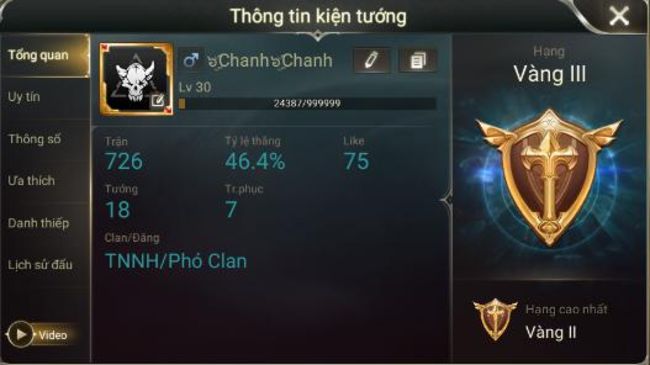 Thông tin kiện tướng
Tổng quan
Uy tín
Thông số
Ưa thích
Danh thiếp
Lịch sử đấu
Video
ঌChanhঌChanh
Lv 30
24387/999999
Trận
Tỷ lệ thắng
Like
726
46.4%
75
Tướng
Tr.phục
18
7
Clan/Đảng
TNNH/Phó Clan
Hạng
Vàng III
Hạng cao nhất
Vàng II